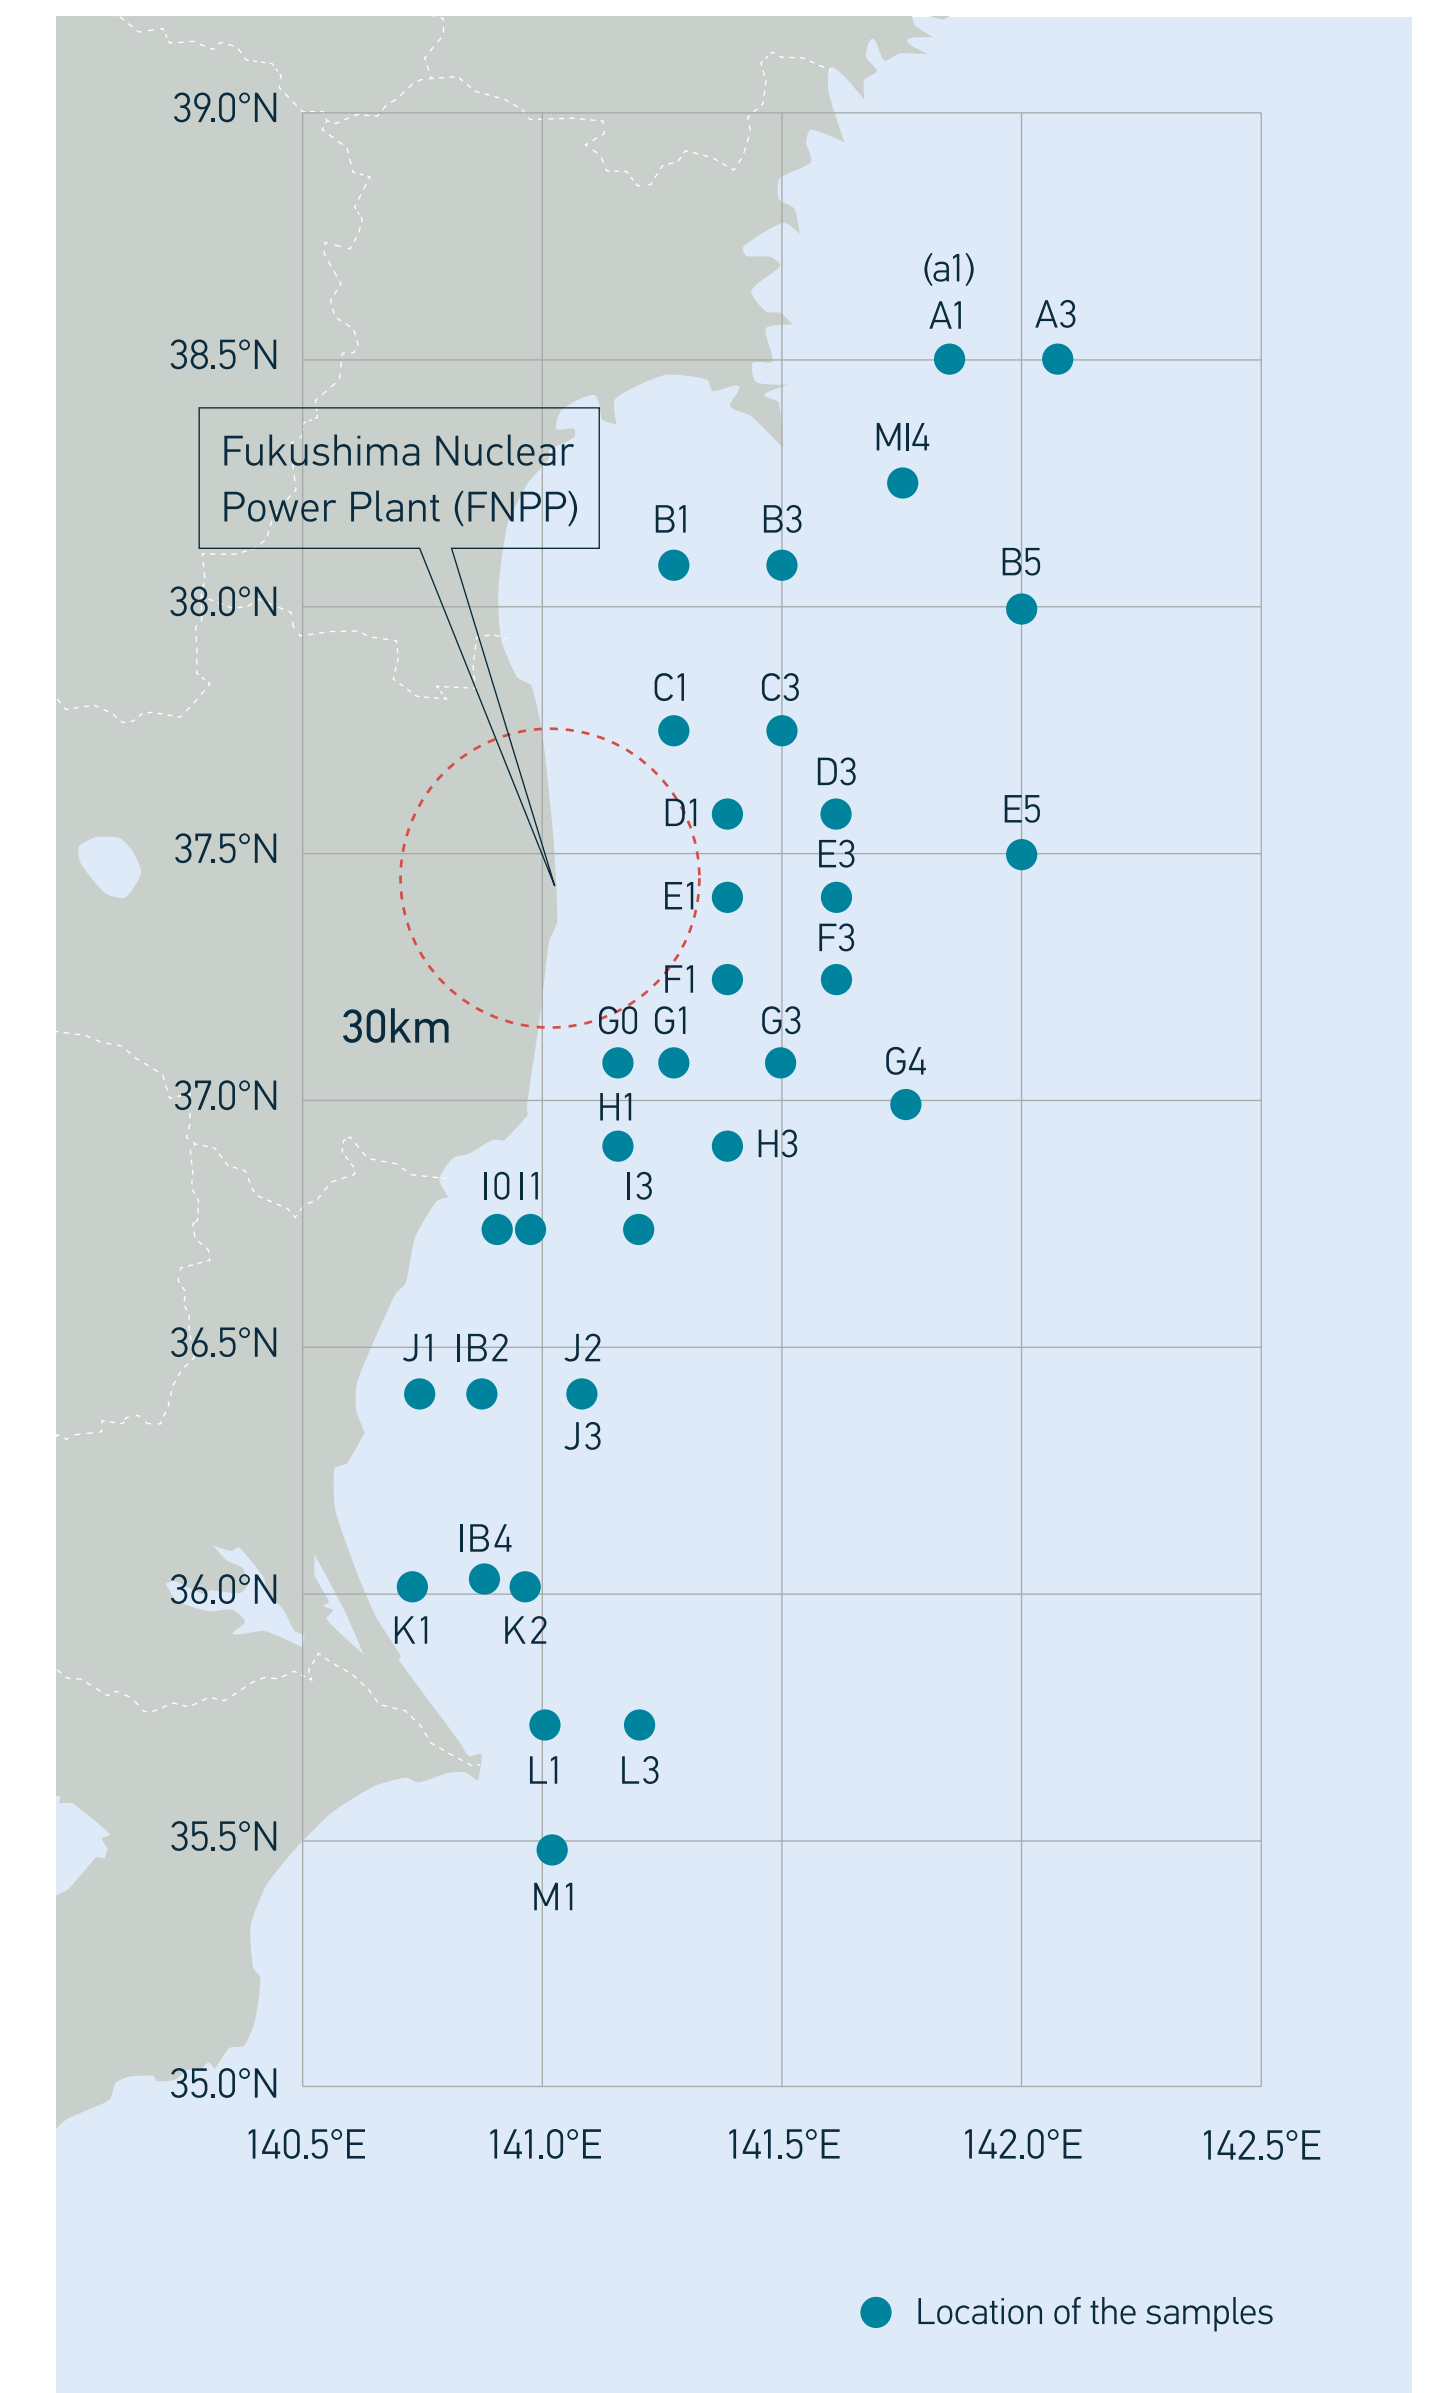 39.0°N
(a1)
A1
A3
38.5°N
Fukushima Nuclear
Power Plant (FNPP)
MI4
B1
B3
B5
38.0°N
C1
C3
D3
D1
E5
37.5°N
E3
E1
F3
F1
30km
G0
G1
G3
G4
37.0°N
H1
H3
I0
I1
I3
36.5°N
J1
IB2
J2
J3
IB4
36.0°N
K1
K2
L1
L3
35.5°N
M1
35.0°N
140.5°E
141.0°E
141.5°E
142.0°E
142.5°E
Location of the samples